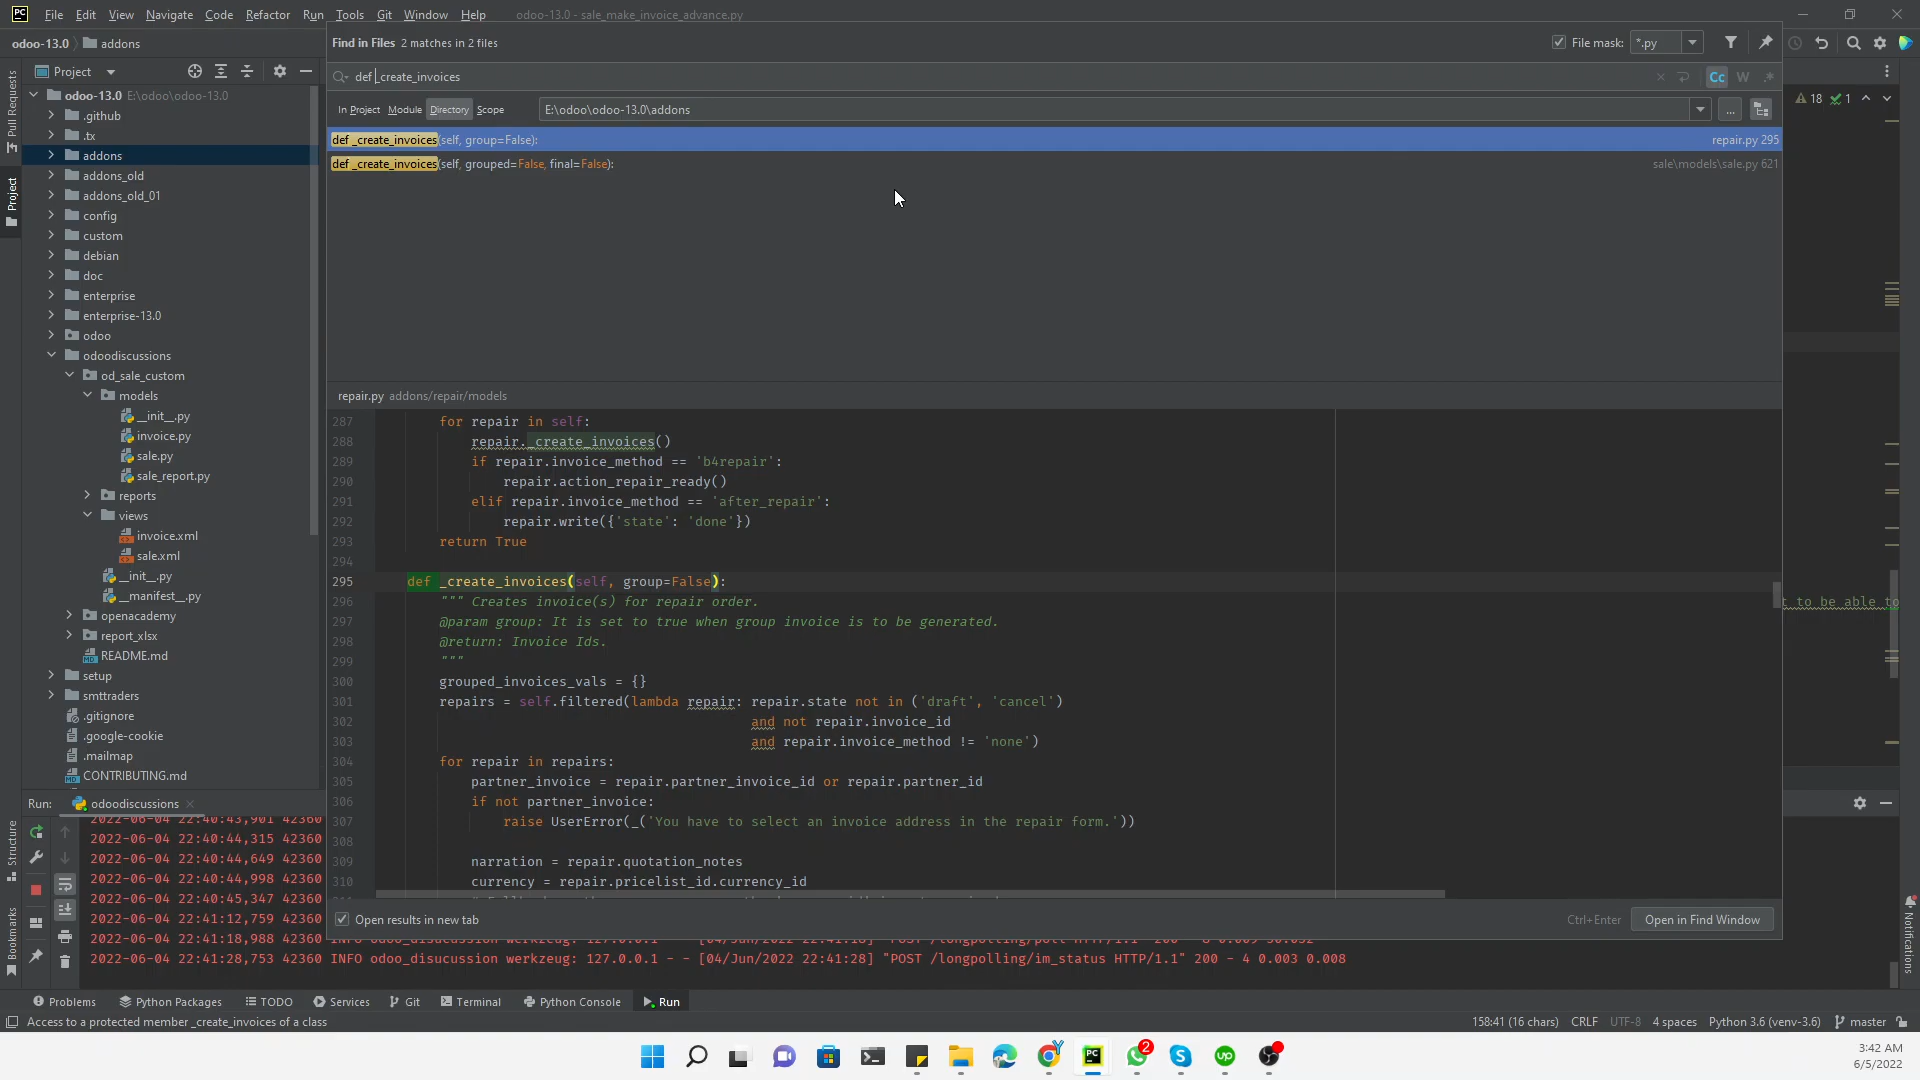 PC File Edit View Navigate Code Refactor Run Tools Git Window Help odoo-13.0 - sale_make_invoice_advance.py
odoo-13.0 addons
Find in Files 2 matches in 2 files File mask: *.py
def _create_invoices Cc W .*
In Project Module Directory Scope E:\odoo\odoo-13.0\addons ...
def _create_invoices(self, group=False): repair.py 295
def _create_invoices(self, grouped=False, final=False): sale\models\sale.py 621
18 1
Pull Requests
Project
Project
odoo-13.0 E:\odoo\odoo-13.0
.github
.tx
addons
addons_old
addons_old_01
config
custom
debian
doc
enterprise
enterprise-13.0
odoo
odoodiscussions
od_sale_custom
models
__init__.py
invoice.py
sale.py
sale_report.py
reports
views
invoice.xml
sale.xml
__init__.py
__manifest__.py
openacademy
report_xlsx
README.md
setup
smttraders
.gitignore
.google-cookie
.mailmap
CONTRIBUTING.md
repair.py addons/repair/models
287 for repair in self:
288 repair._create_invoices()
289 if repair.invoice_method == 'b4repair':
290 repair.action_repair_ready()
291 elif repair.invoice_method == 'after_repair':
292 repair.write({'state': 'done'})
293 return True
294
295 def _create_invoices(self, group=False):
296 """ Creates invoice(s) for repair order.
297 @param group: It is set to true when group invoice is to be generated.
298 @return: Invoice Ids.
299 """
300 grouped_invoices_vals = {}
301 repairs = self.filtered(lambda repair: repair.state not in ('draft', 'cancel')
302 and not repair.invoice_id
303 and repair.invoice_method != 'none')
304 for repair in repairs:
305 partner_invoice = repair.partner_invoice_id or repair.partner_id
306 if not partner_invoice:
307 raise UserError(_('You have to select an invoice address in the repair form.'))
308
309 narration = repair.quotation_notes
310 currency = repair.pricelist_id.currency_id
t to be able to
Open results in new tab Ctrl+Enter Open in Find Window
Run: odoodiscussions
2022-06-04 22:40:43,901 42360
2022-06-04 22:40:44,315 42360
2022-06-04 22:40:44,649 42360
2022-06-04 22:40:44,998 42360
2022-06-04 22:40:45,347 42360
2022-06-04 22:41:12,759 42360
2022-06-04 22:41:18,988 42360 INFO odoo_disucussion werkzeug: 127.0.0.1 - - [04/Jun/2022 22:41:18] "POST /longpolling/poll HTTP/1.1" 200 - 8 0.009 50.032
2022-06-04 22:41:28,753 42360 INFO odoo_disucussion werkzeug: 127.0.0.1 - - [04/Jun/2022 22:41:28] "POST /longpolling/im_status HTTP/1.1" 200 - 4 0.003 0.008
Structure
Bookmarks
Notifications
Problems Python Packages TODO Services Git Terminal Python Console Run
Access to a protected member _create_invoices of a class 158:41 (16 chars) CRLF UTF-8 4 spaces Python 3.6 (venv-3.6) master
PC 2 up
3:42 AM
6/5/2022